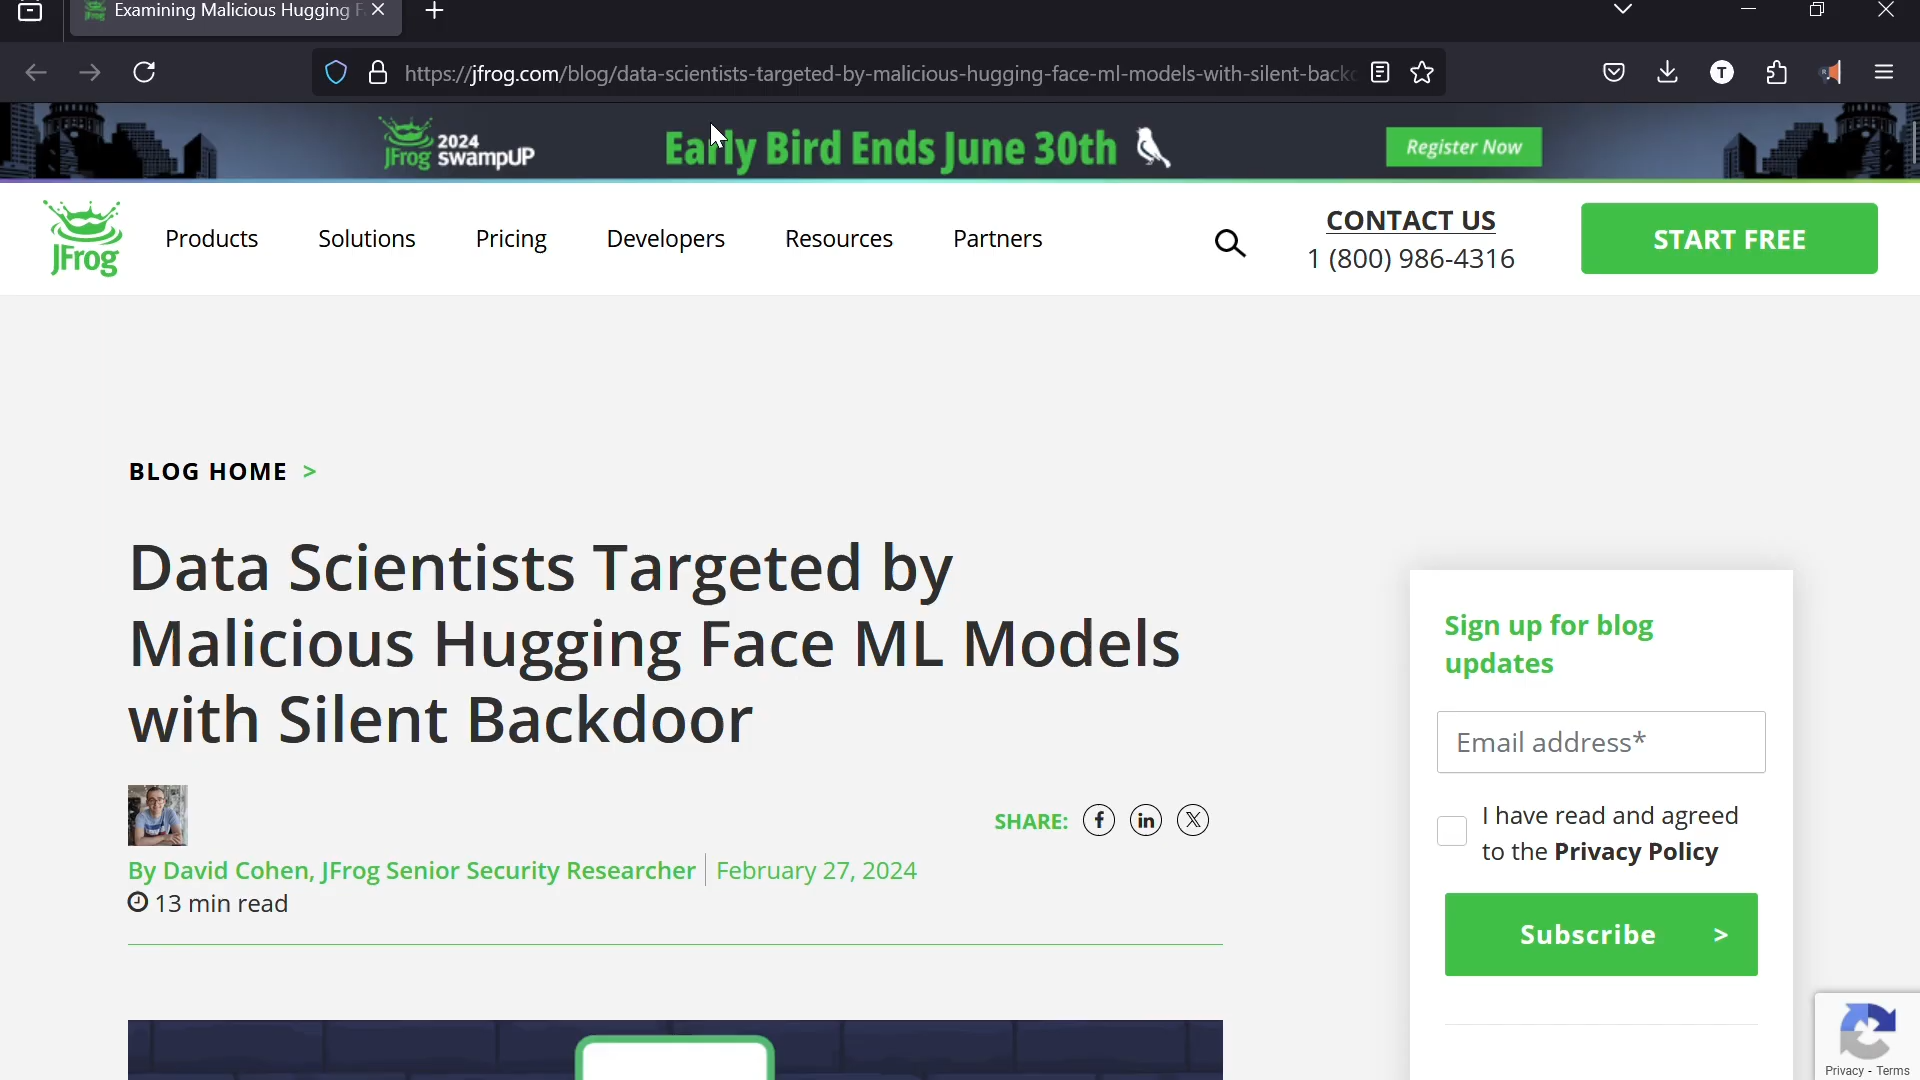 Examining Malicious Hugging F
https://jfrog.com/blog/data-scientists-targeted-by-malicious-hugging-face-ml-models-with-silent-backc
T
JFrog 2024 swampUP
Early Bird Ends June 30th
Register Now
JFrog
Products
Solutions
Pricing
Developers
Resources
Partners
CONTACT US
1 (800) 986-4316
START FREE
BLOG HOME >
Data Scientists Targeted by
Malicious Hugging Face ML Models
with Silent Backdoor
SHARE:
By David Cohen, JFrog Senior Security Researcher | February 27, 2024
13 min read
Sign up for blog
updates
Email address*
I have read and agreed
to the Privacy Policy
Subscribe >
Privacy - Terms